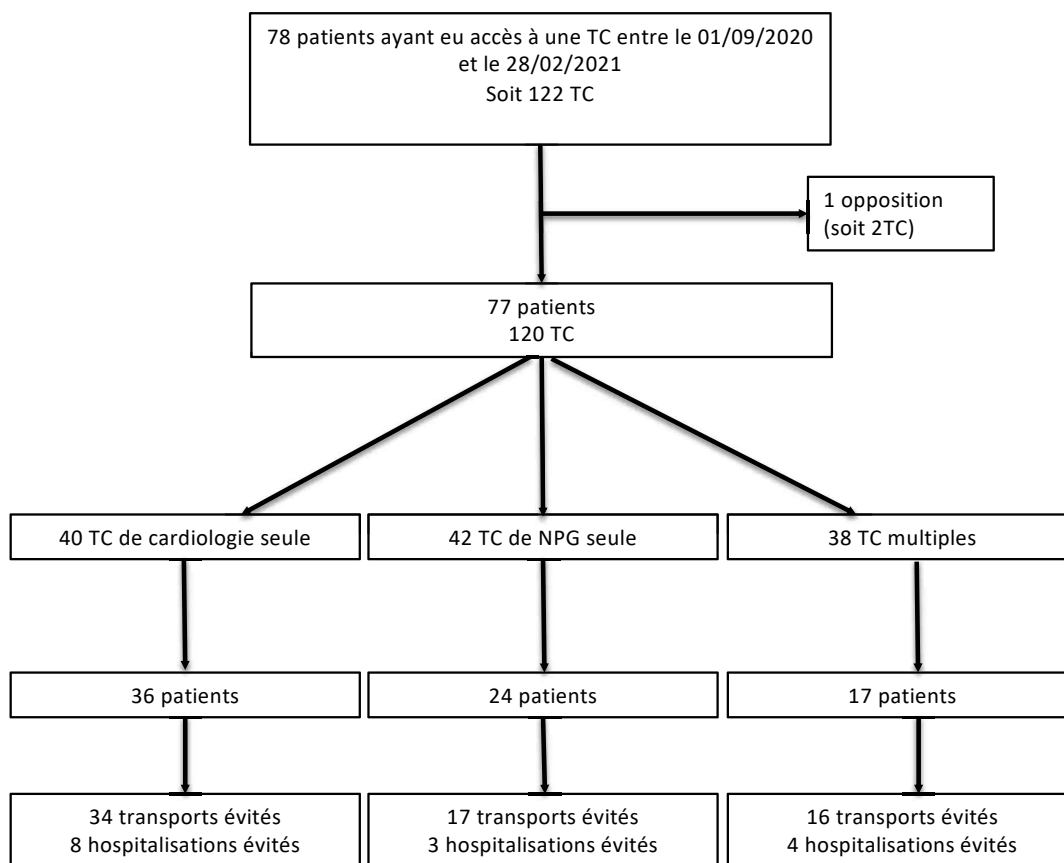 78 patients ayant eu accès à une TC entre le 01/09/2020
et le 28/02/2021
Soit 122 TC
1 opposition
(soit 2TC)
77 patients
120 TC
40 TC de cardiologie seule
42 TC de NPG seule
38 TC multiples
36 patients
24 patients
17 patients
34 transports évités
8 hospitalisations évités
17 transports évités
3 hospitalisations évités
16 transports évités
4 hospitalisations évités